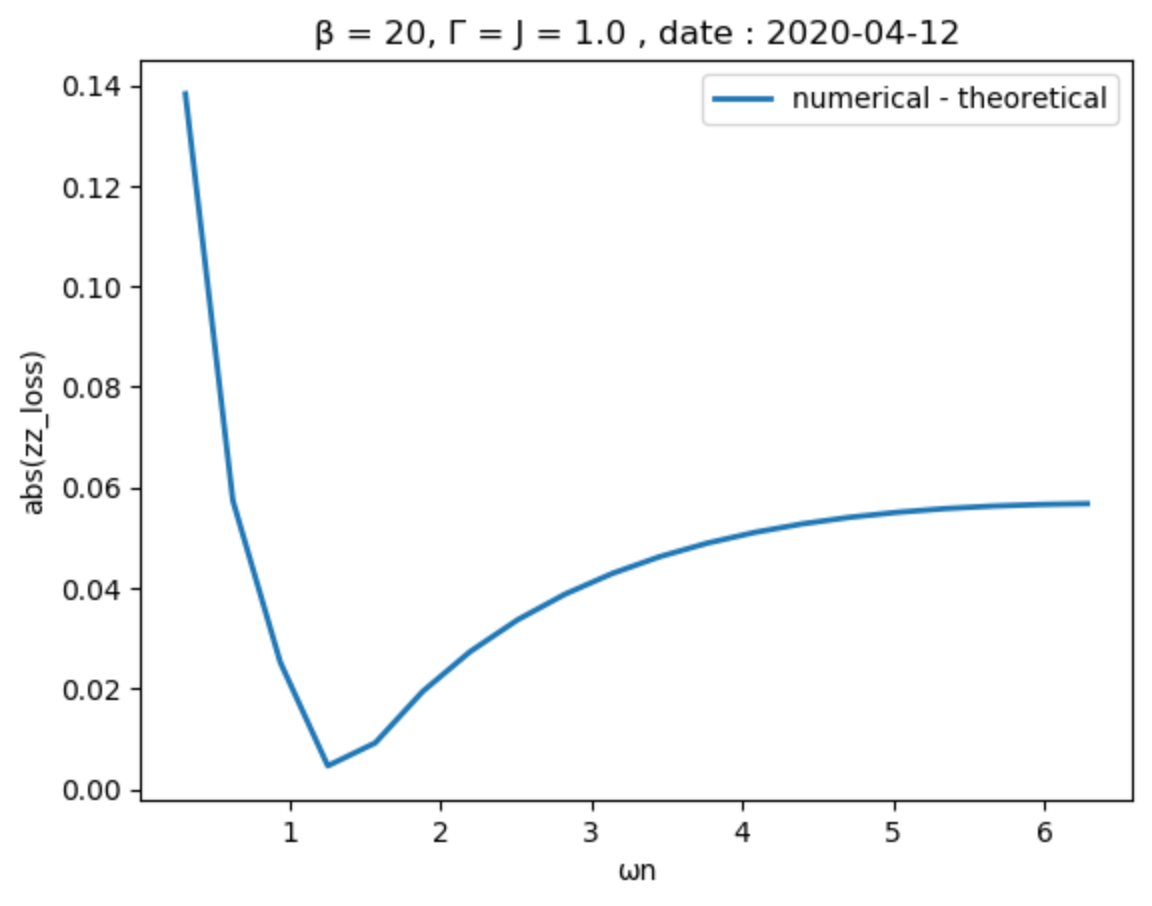 β = 20, Γ = J = 1.0 , date : 2020-04-12
numerical - theoretical
0.14
0.12
0.10
0.08
0.06
0.04
0.02
0.00
abs(zz_loss)
1 2 3 4 5 6
ωn